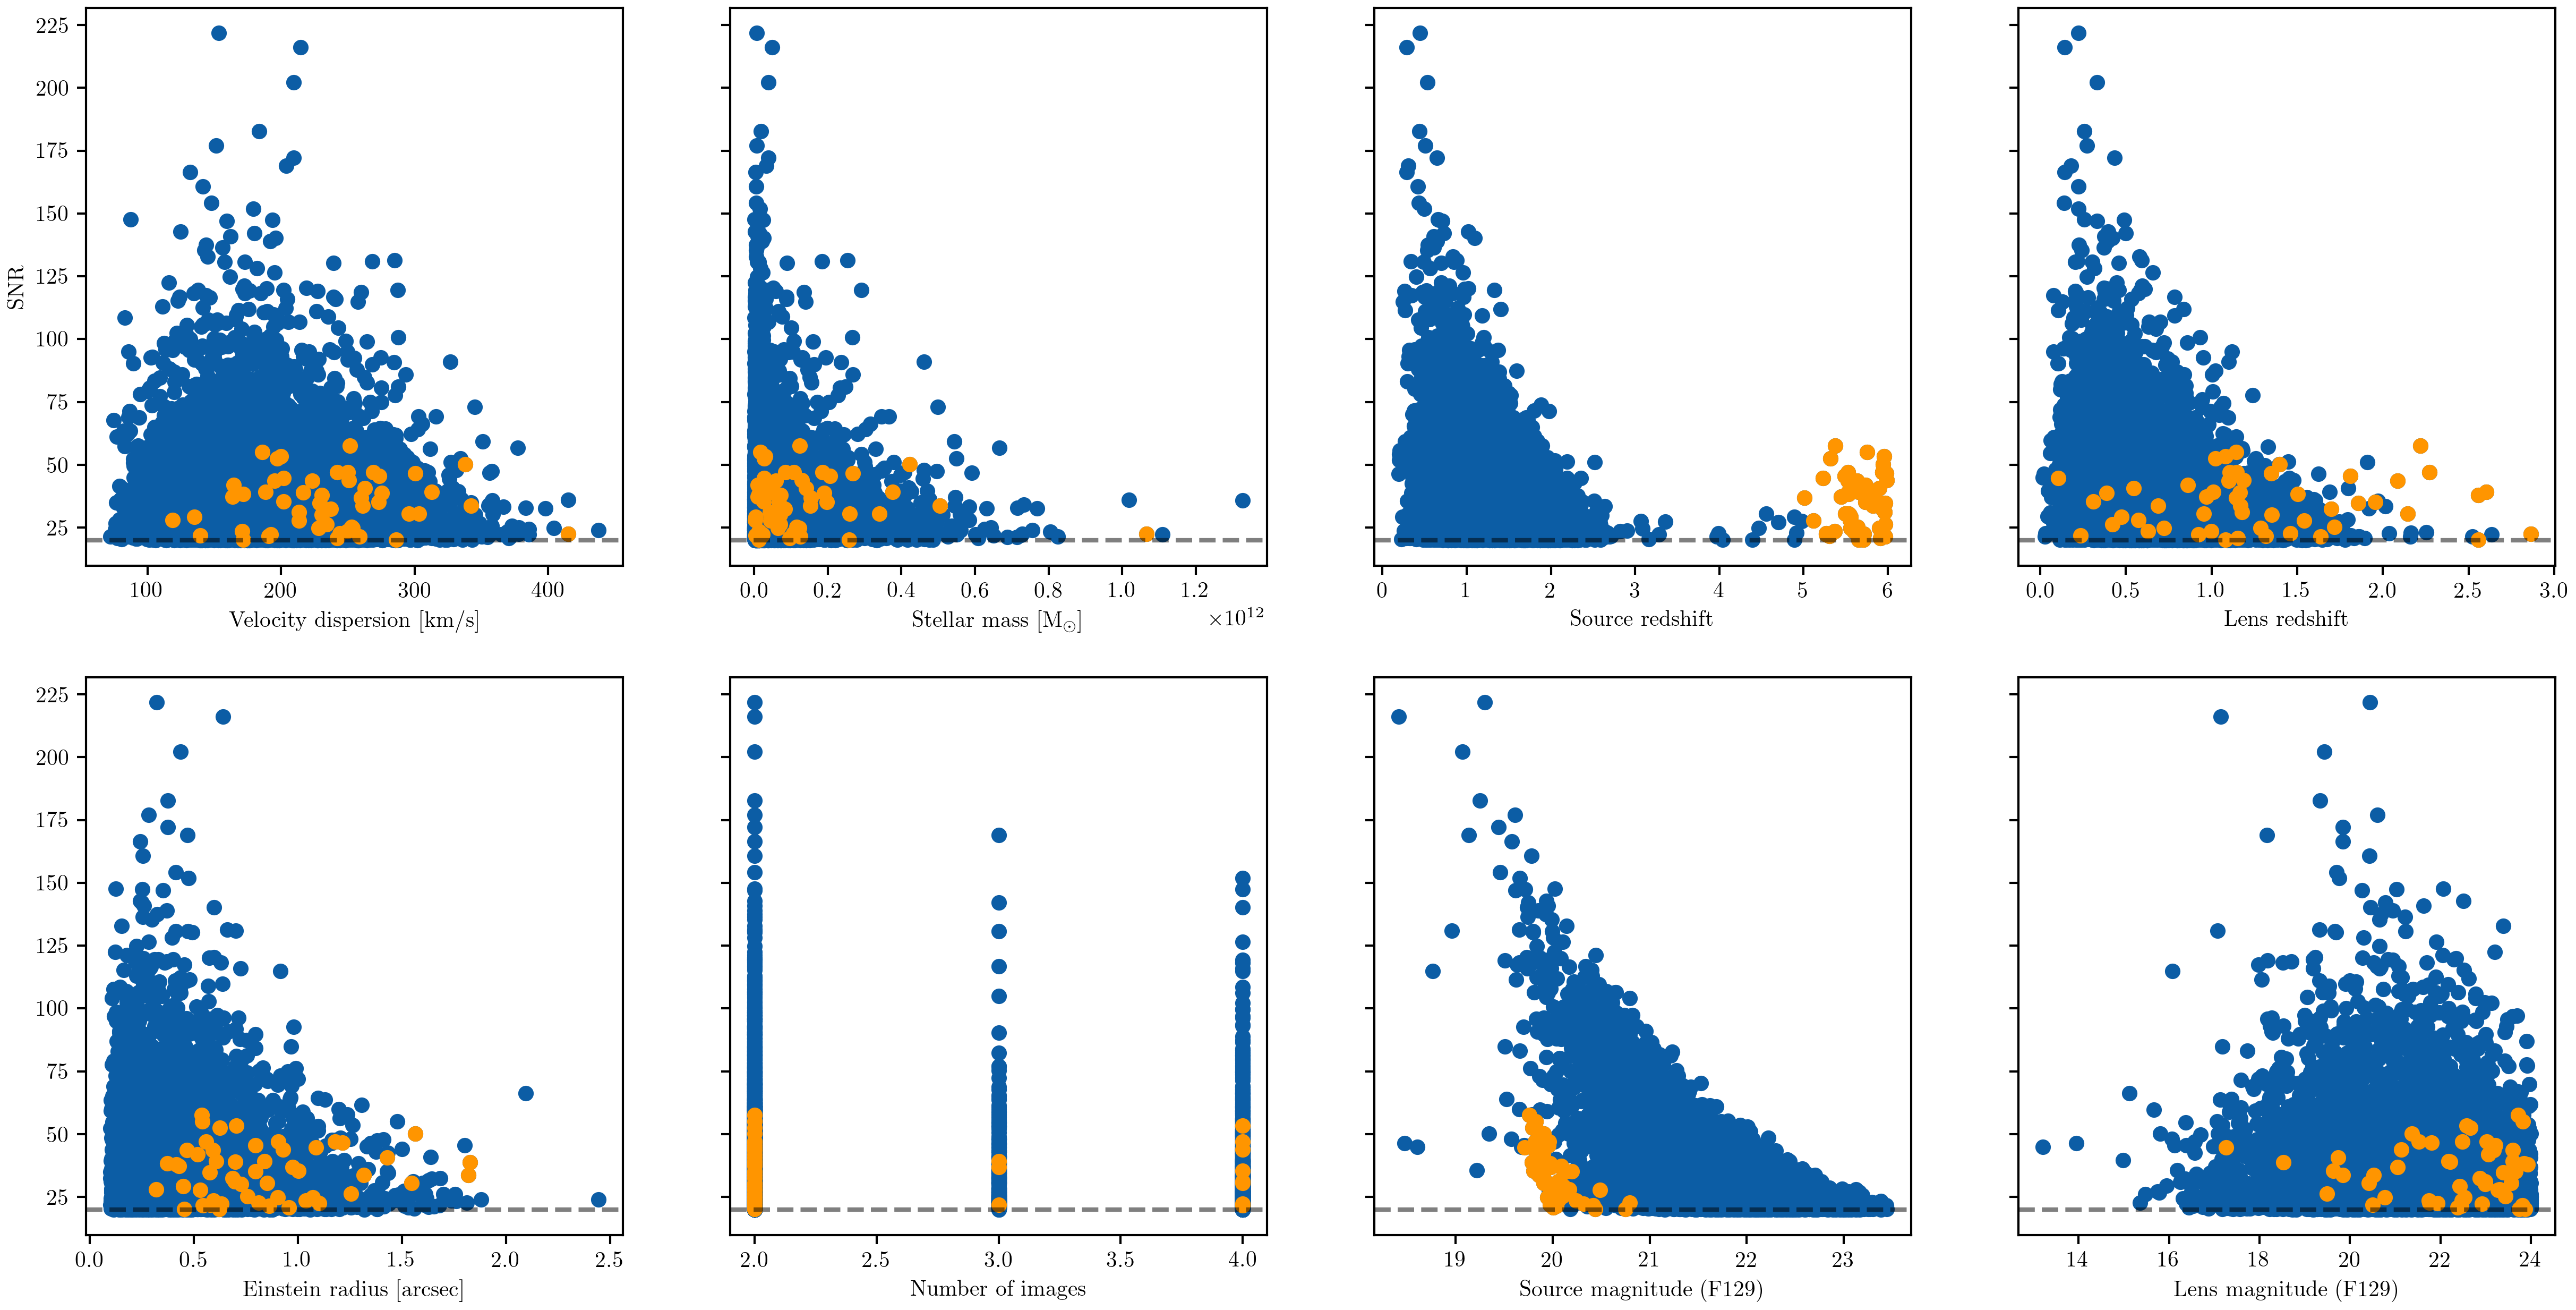 225
200
175
150
125
100
75
50
25
SNR
100 200 300 400
Velocity dispersion [km/s]
0.0 0.2 0.4 0.6 0.8 1.0 1.2
×10¹²
Stellar mass [M⊙]
0 1 2 3 4 5 6
Source redshift
0.0 0.5 1.0 1.5 2.0 2.5 3.0
Lens redshift
225
200
175
150
125
100
75
50
25
0.0 0.5 1.0 1.5 2.0 2.5
Einstein radius [arcsec]
2.0 2.5 3.0 3.5 4.0
Number of images
19 20 21 22 23
Source magnitude (F129)
14 16 18 20 22 24
Lens magnitude (F129)